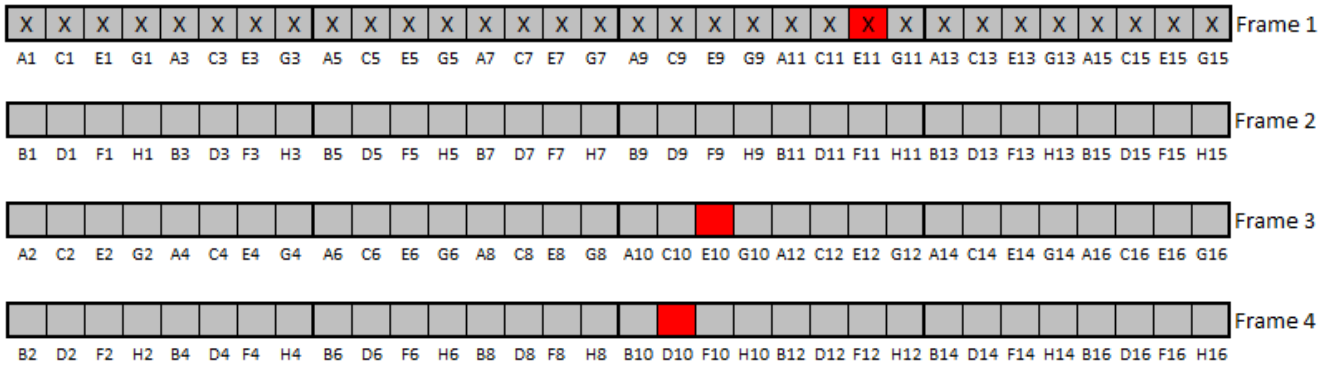 X X X X X X X X X X X X X X X X X X X X X X X X X X X X X X X X Frame 1
A1 C1 E1 G1 A3 C3 E3 G3 A5 C5 E5 G5 A7 C7 E7 G7 A9 C9 E9 G9 A11 C11 E11 G11 A13 C13 E13 G13 A15 C15 E15 G15
Frame 2
B1 D1 F1 H1 B3 D3 F3 H3 B5 D5 F5 H5 B7 D7 F7 H7 B9 D9 F9 H9 B11 D11 F11 H11 B13 D13 F13 H13 B15 D15 F15 H15
Frame 3
A2 C2 E2 G2 A4 C4 E4 G4 A6 C6 E6 G6 A8 C8 E8 G8 A10 C10 E10 G10 A12 C12 E12 G12 A14 C14 E14 G14 A16 C16 E16 G16
Frame 4
B2 D2 F2 H2 B4 D4 F4 H4 B6 D6 F6 H6 B8 D8 F8 H8 B10 D10 F10 H10 B12 D12 F12 H12 B14 D14 F14 H14 B16 D16 F16 H16